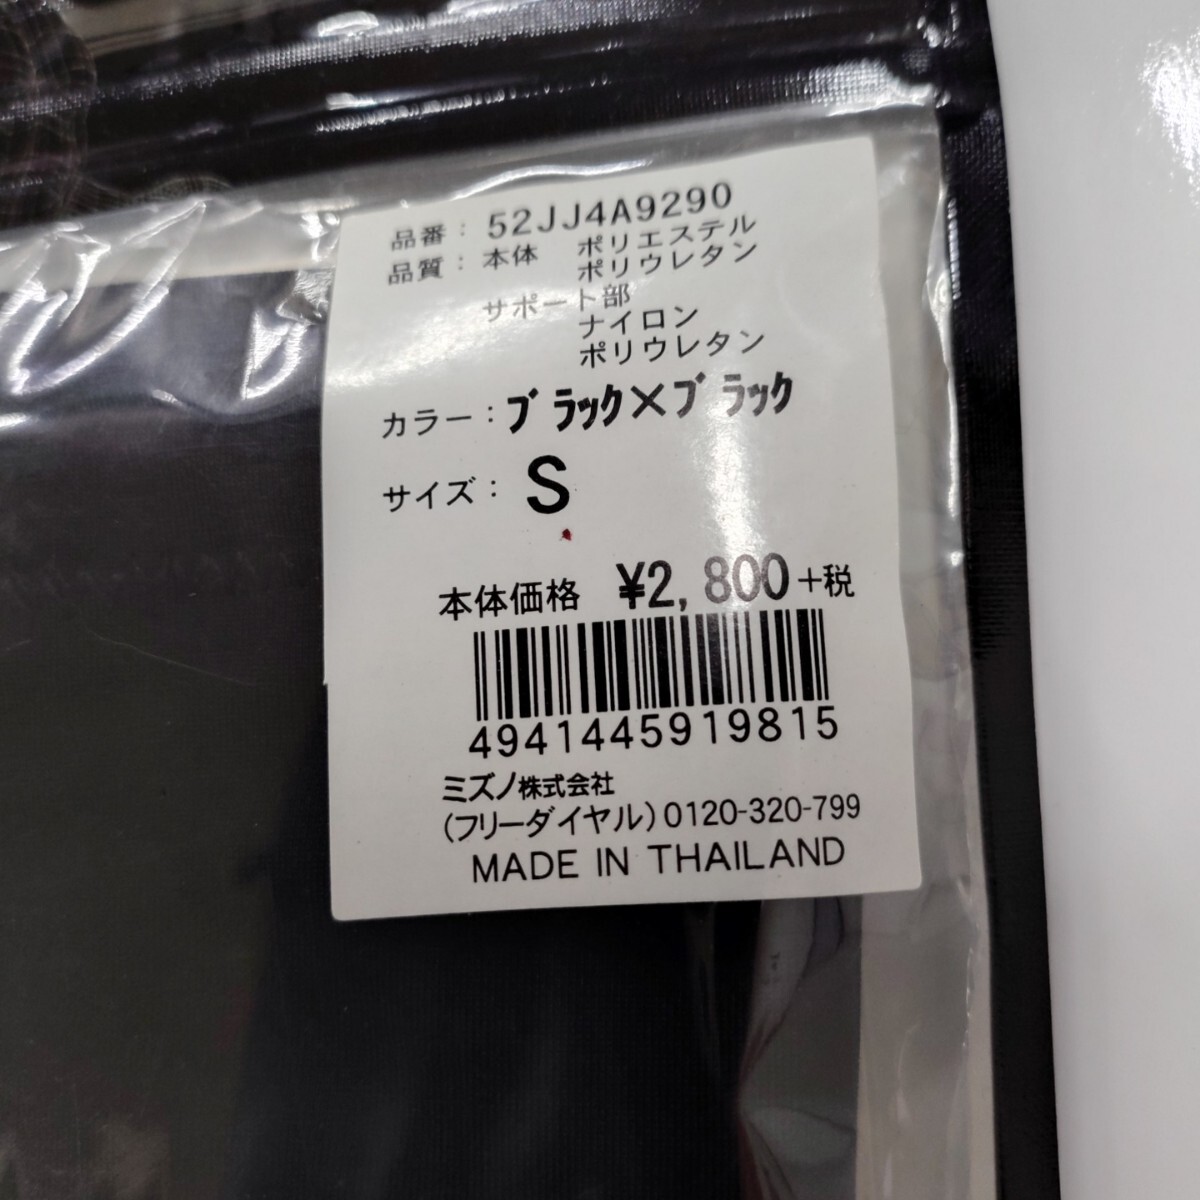 品番: 52JJ4A9290
品質: 本体 ポリエステル
ポリウレタン
サポート部
ナイロン
ポリウレタン
カラー: ブラック×ブラック
サイズ: S
本体価格 ¥2,800+税
4941445919815
ミズノ株式会社
(フリーダイヤル)0120-320-799
MADE IN THAILAND